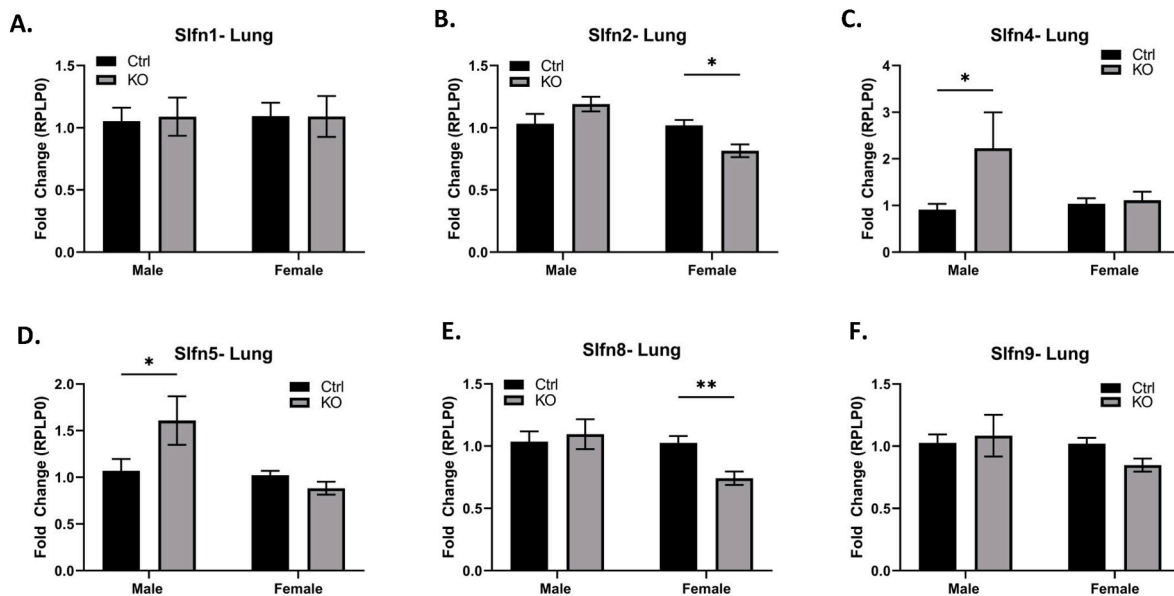 A.
Slfn1- Lung
Ctrl
KO
Fold Change (RPLP0)
1.5
1.0
0.5
0.0
Male
Female
B.
Slfn2- Lung
Ctrl
KO
*
Fold Change (RPLP0)
1.5
1.0
0.5
0.0
Male
Female
C.
Slfn4- Lung
Ctrl
KO
*
Fold Change (RPLP0)
4
3
2
1
0
Male
Female
D.
Slfn5- Lung
*
Ctrl
KO
Fold Change (RPLP0)
2.0
1.5
1.0
0.5
0.0
Male
Female
E.
Slfn8- Lung
Ctrl
KO
**
Fold Change (RPLP0)
1.5
1.0
0.5
0.0
Male
Female
F.
Slfn9- Lung
Ctrl
KO
Fold Change (RPLP0)
1.5
1.0
0.5
0.0
Male
Female